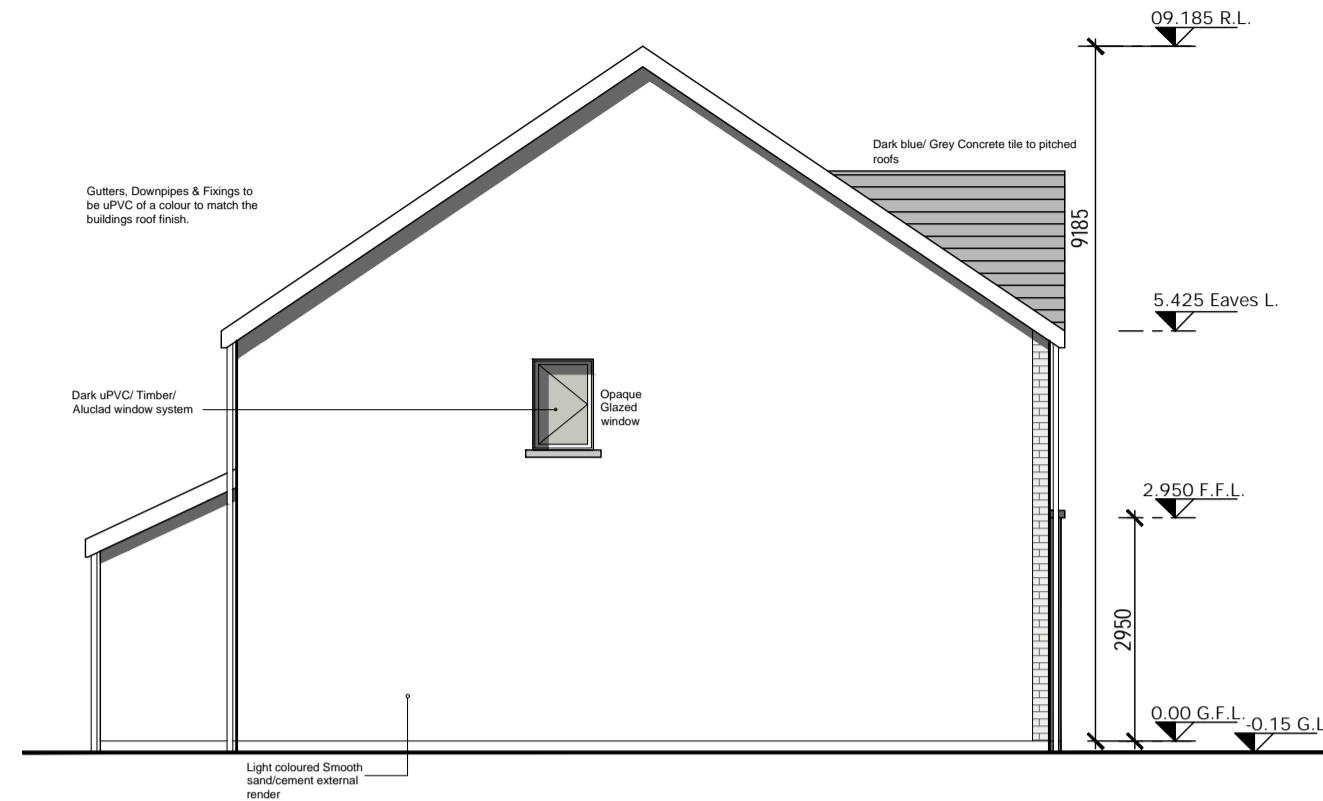 09.185 R.L.
Dark blue/ Grey Concrete tile to pitched
roofs
Gutters, Downpipes & Fixings to
be uPVC of a colour to match the
buildings roof finish.
9185
5.425 Eaves L.
Dark uPVC/ Timber/
Aluclad window system
Opaque
Glazed
window
2.950 F.F.L.
2950
0.00 G.F.L.
-0.15 G.L
Light coloured Smooth
sand/cement external
render